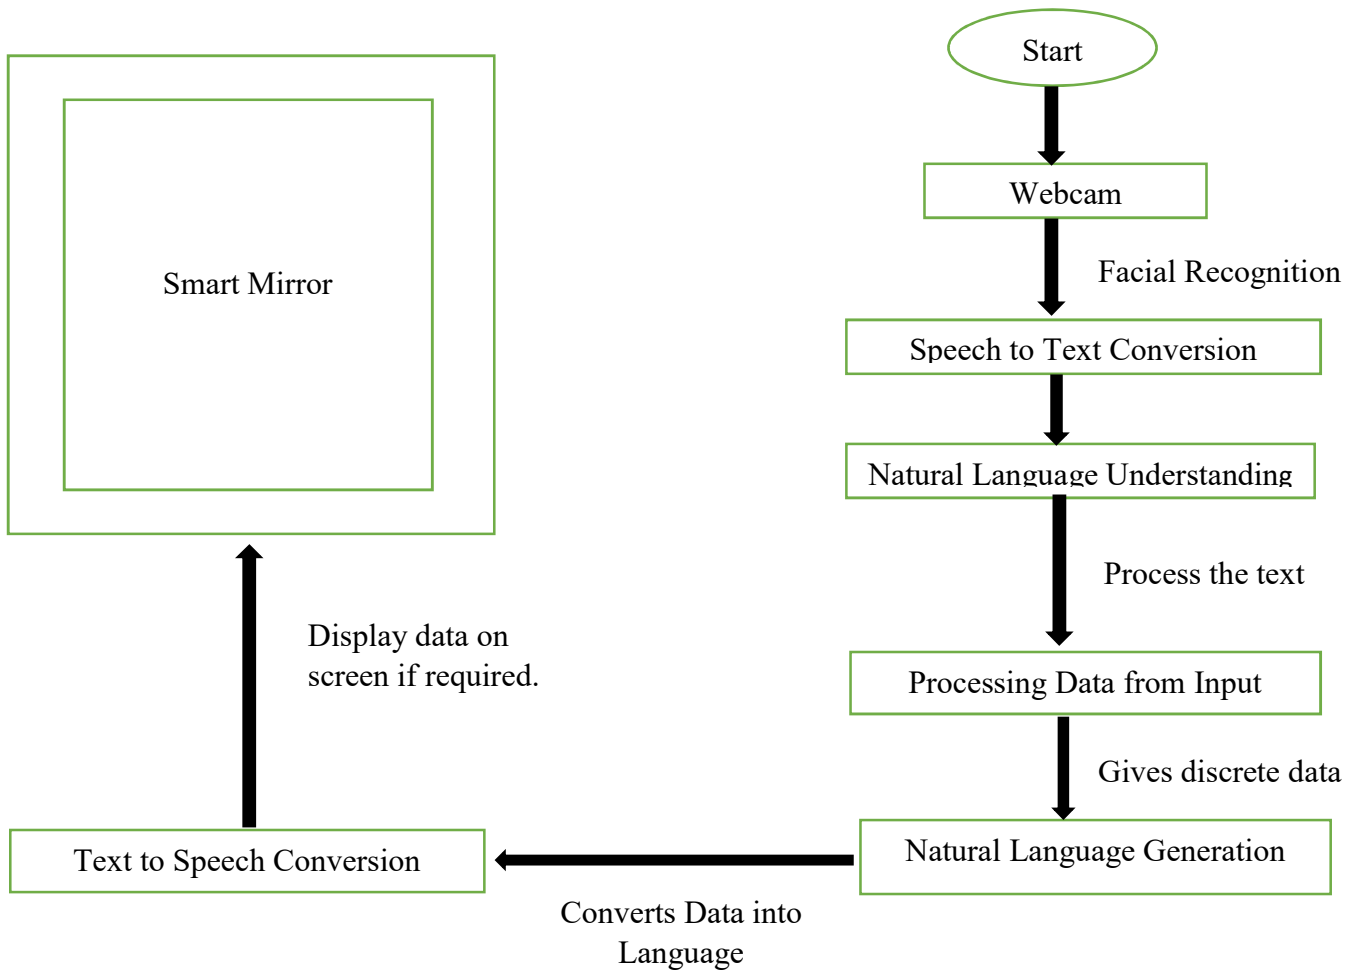 Start
Webcam
Facial Recognition
Speech to Text Conversion
Natural Language Understanding
Process the text
Processing Data from Input
Gives discrete data
Natural Language Generation
Converts Data into
Language
Text to Speech Conversion
Display data on
screen if required.
Smart Mirror